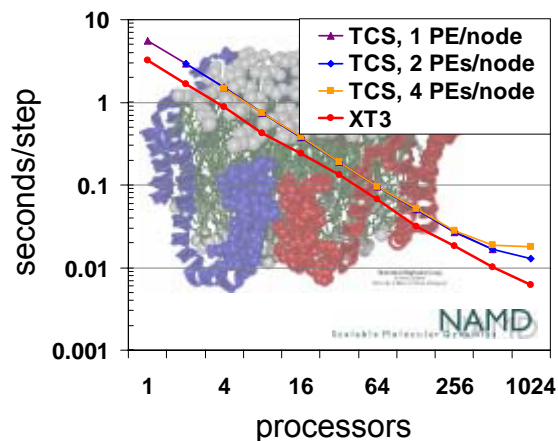 10
1
0.1
0.01
0.001
seconds/step
TCS, 1 PE/node
TCS, 2 PEs/node
TCS, 4 PEs/node
XT3
NAMD
Scalable Molecular Dynamics
1 4 16 64 256 1024
processors